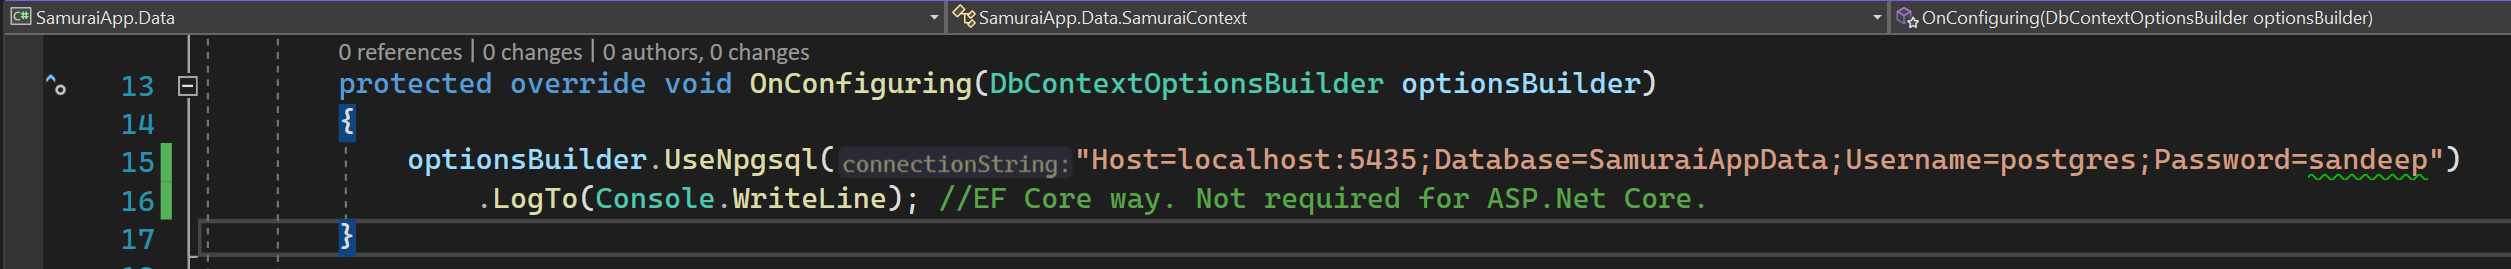 C# SamuraiApp.Data SamuraiApp.Data.SamuraiContext OnConfiguring(DbContextOptionsBuilder optionsBuilder)
0 references | 0 changes | 0 authors, 0 changes
13 protected override void OnConfiguring(DbContextOptionsBuilder optionsBuilder)
14 {
15 optionsBuilder.UseNpgsql(connectionString:"Host=localhost:5435;Database=SamuraiAppData;Username=postgres;Password=sandeep")
16 .LogTo(Console.WriteLine); //EF Core way. Not required for ASP.Net Core.
17 }